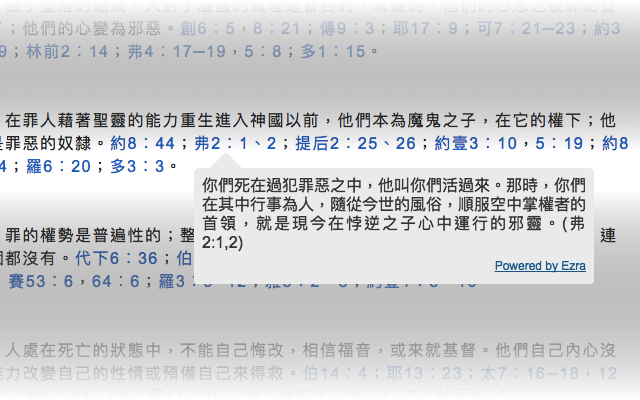 ；他們的心變為邪惡。創6：5，8：21；傳9：3；耶17：9；可7：21─23；約3
9；林前2：14；弗4：17─19，5：8；多1：15。
在罪人藉著聖靈的能力重生進入神國以前，他們本為魔鬼之子，在它的權下；他
是罪惡的奴隸。約8：44；弗2：1、2；提后2：25、26；約壹3：10，5：19；約8
4；羅6：20；多3：3。
你們死在過犯罪惡之中，他叫你們活過來。那時，你們
在其中行事為人，隨從今世的風俗，順服空中掌權者的
首領，就是現今在悖逆之子心中運行的邪靈。(弗
2:1,2)
Powered by Ezra
罪的權勢是普遍性的；整
連
個都沒有。代下6：36；伯
；賽53：6，64：6；羅3：9
人處在死亡的狀態中，不能自己悔改，相信福音，或來就基督。他們自己內心沒
能力改變自己的性情或預備自己來得救。伯14：4；耶13：23；太7：16─18，12